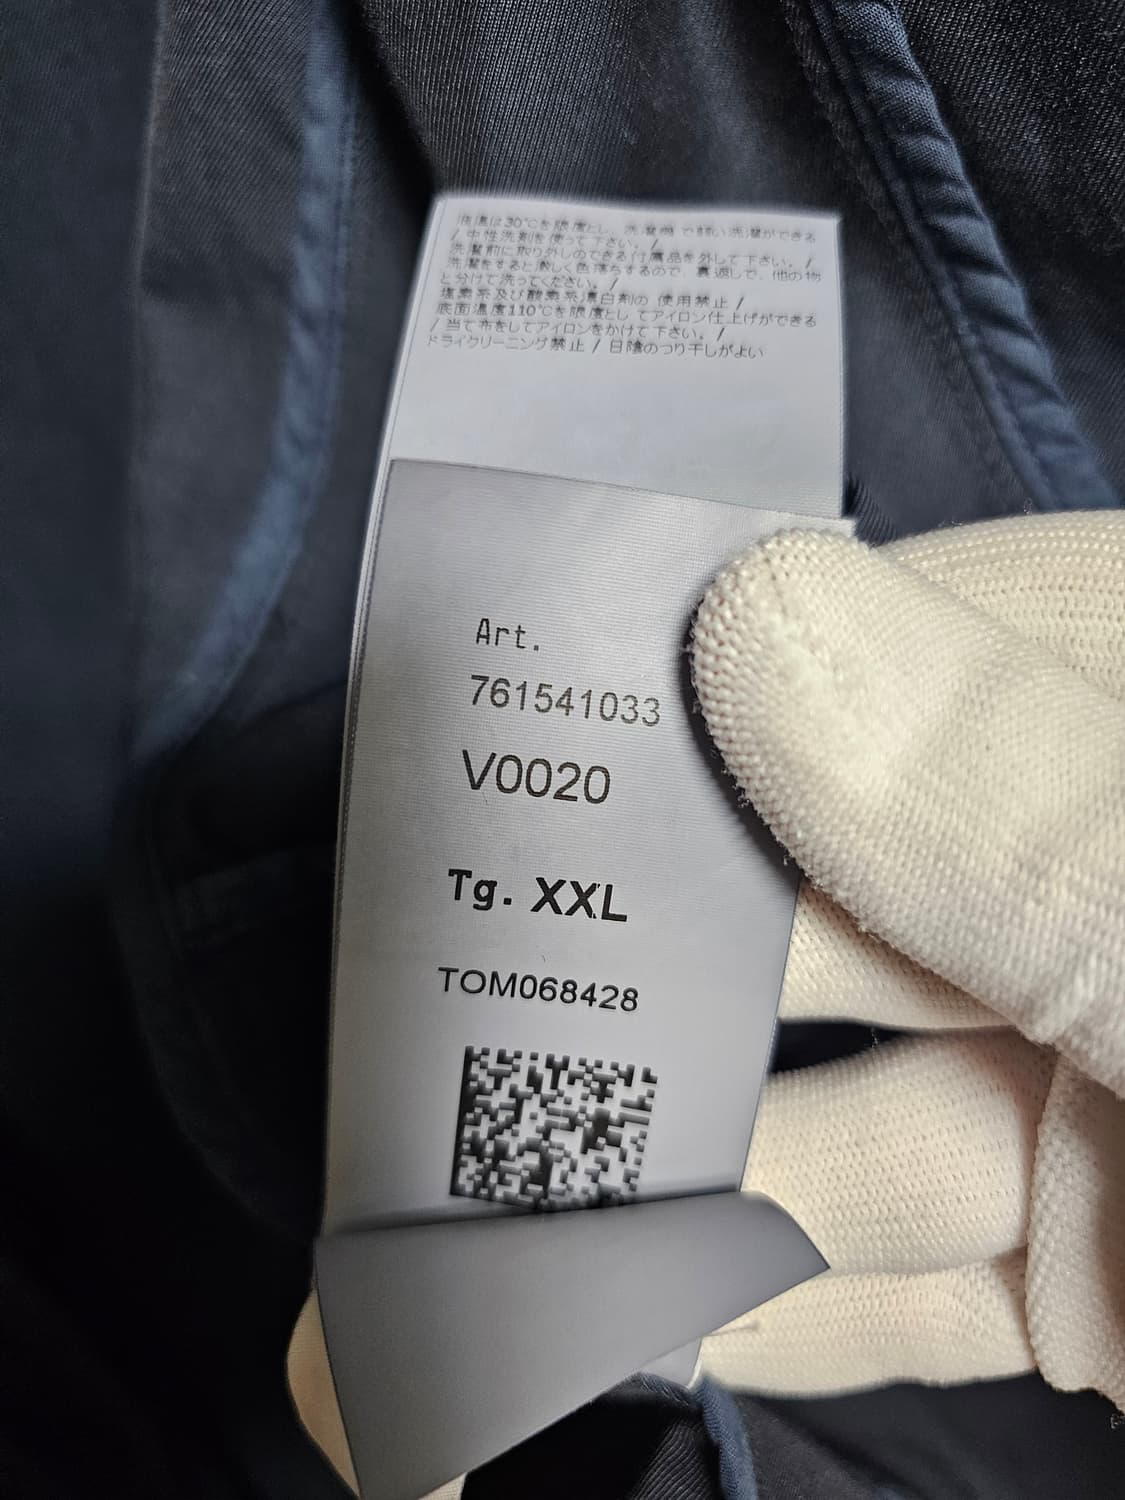 液温は30℃を限度とし、洗濯機で弱い洗濯ができる
/ 中性洗剤を使って下さい。/
洗濯前に取り外しのできる付属品を外して下さい。/
洗濯をすると激しく色落ちするので、裏返しで、他の物
と分けて洗ってください。/
塩素系及び酸素系漂白剤の 使用禁止 /
底面温度110℃を限度とし てアイロン仕上げができる
/ 当て布をしてアイロンをかけて下さい。/
ドライクリーニング禁止 / 日陰のつり干しがよい
Art.
761541033
V0020
Tg. XXL
TOM068428